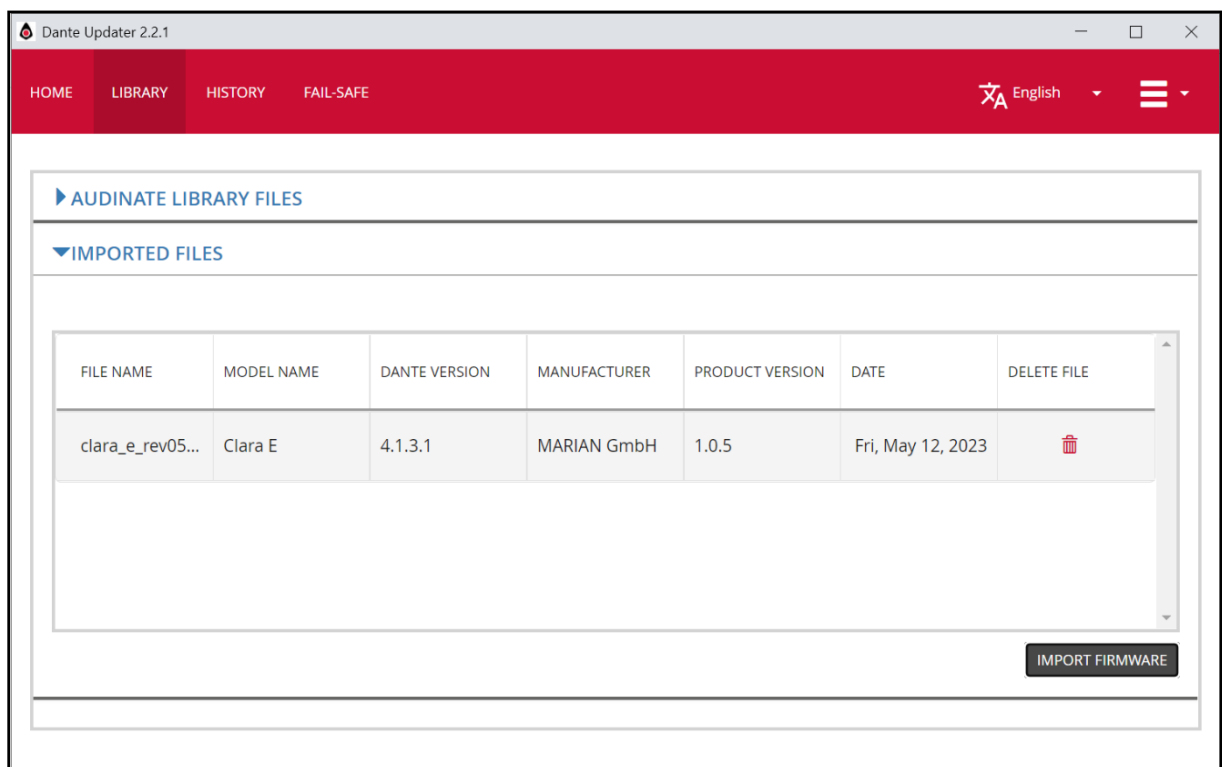 Dante Updater 2.2.1
HOME LIBRARY HISTORY FAIL-SAFE English
AUDINATE LIBRARY FILES
IMPORTED FILES
FILE NAME MODEL NAME DANTE VERSION MANUFACTURER PRODUCT VERSION DATE DELETE FILE
clara_e_rev05... Clara E 4.1.3.1 MARIAN GmbH 1.0.5 Fri, May 12, 2023
IMPORT FIRMWARE